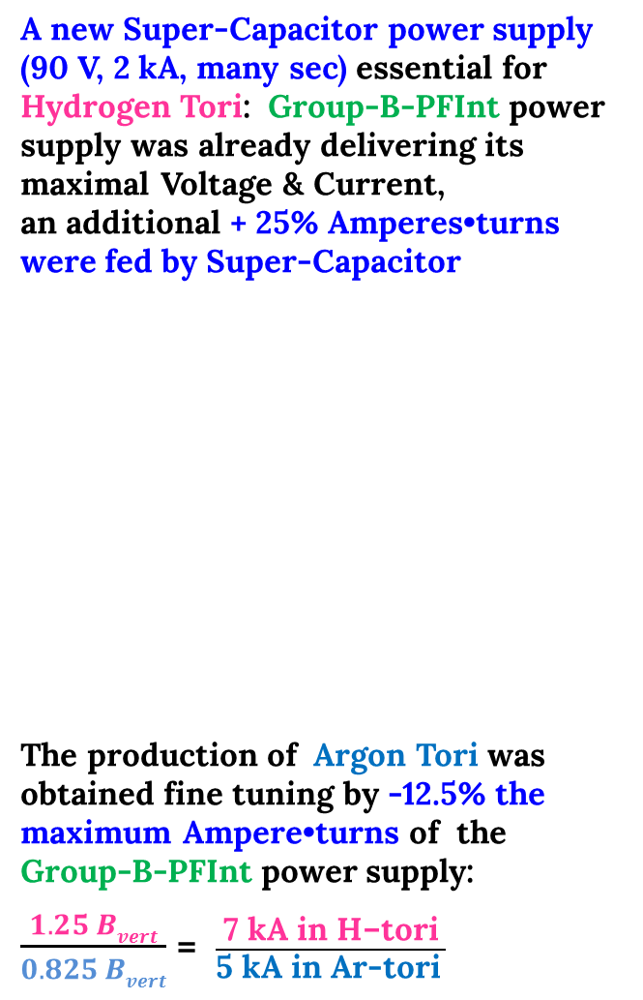 A new Super-Capacitor power supply
(90 V, 2 kA, many sec) essential for
Hydrogen Tori: Group-B-PFInt power
supply was already delivering its
maximal Voltage & Current,
an additional + 25% Amperes•turns
were fed by Super-Capacitor
The production of Argon Tori was
obtained fine tuning by -12.5% the
maximum Ampere•turns of the
Group-B-PFInt power supply:
1.25 B_vert / 0.825 B_vert = 7 kA in H-tori / 5 kA in Ar-tori